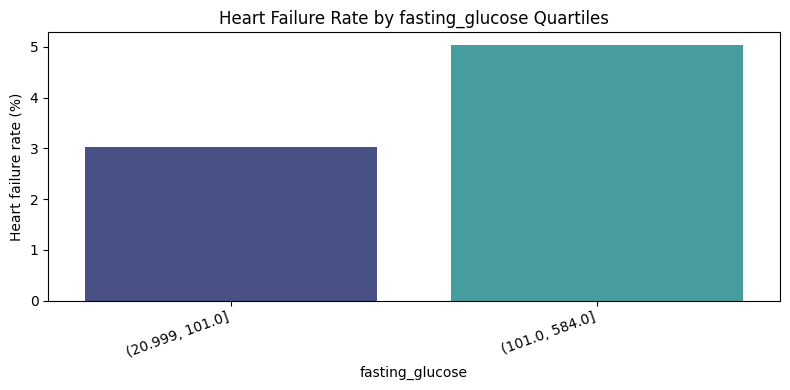 Heart Failure Rate by fasting_glucose Quartiles
Heart failure rate (%)
5
4
3
2
1
0
(20.999, 101.0]
(101.0, 584.0]
fasting_glucose